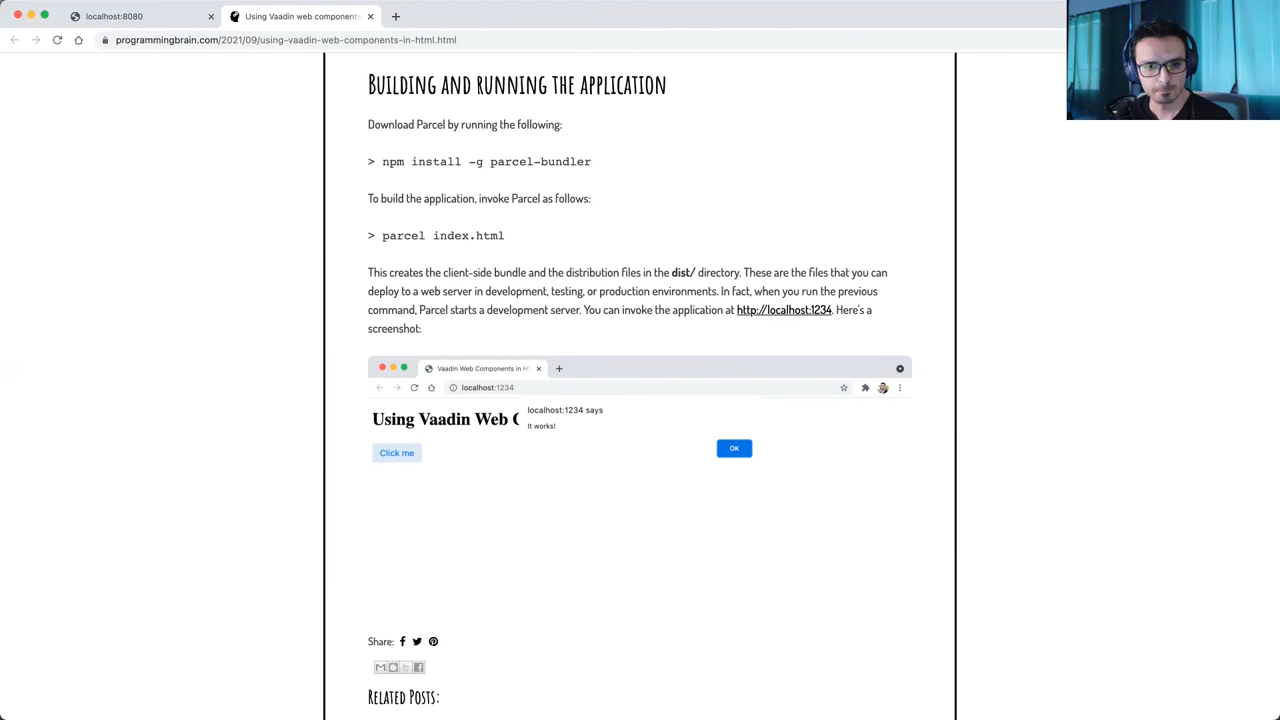 localhost:8080
Using Vaadin web components
programmingbrain.com/2021/09/using-vaadin-web-components-in-html.html
Building and running the application
Download Parcel by running the following:
> npm install -g parcel-bundler
To build the application, invoke Parcel as follows:
> parcel index.html
This creates the client-side bundle and the distribution files in the dist/ directory. These are the files that you can
deploy to a web server in development, testing, or production environments. In fact, when you run the previous
command, Parcel starts a development server. You can invoke the application at http://localhost:1234. Here's a
screenshot:
Vaadin Web Components in H
localhost:1234
localhost:1234 says
Using Vaadin Web C
It works!
OK
Click me
Share:
Related Posts: